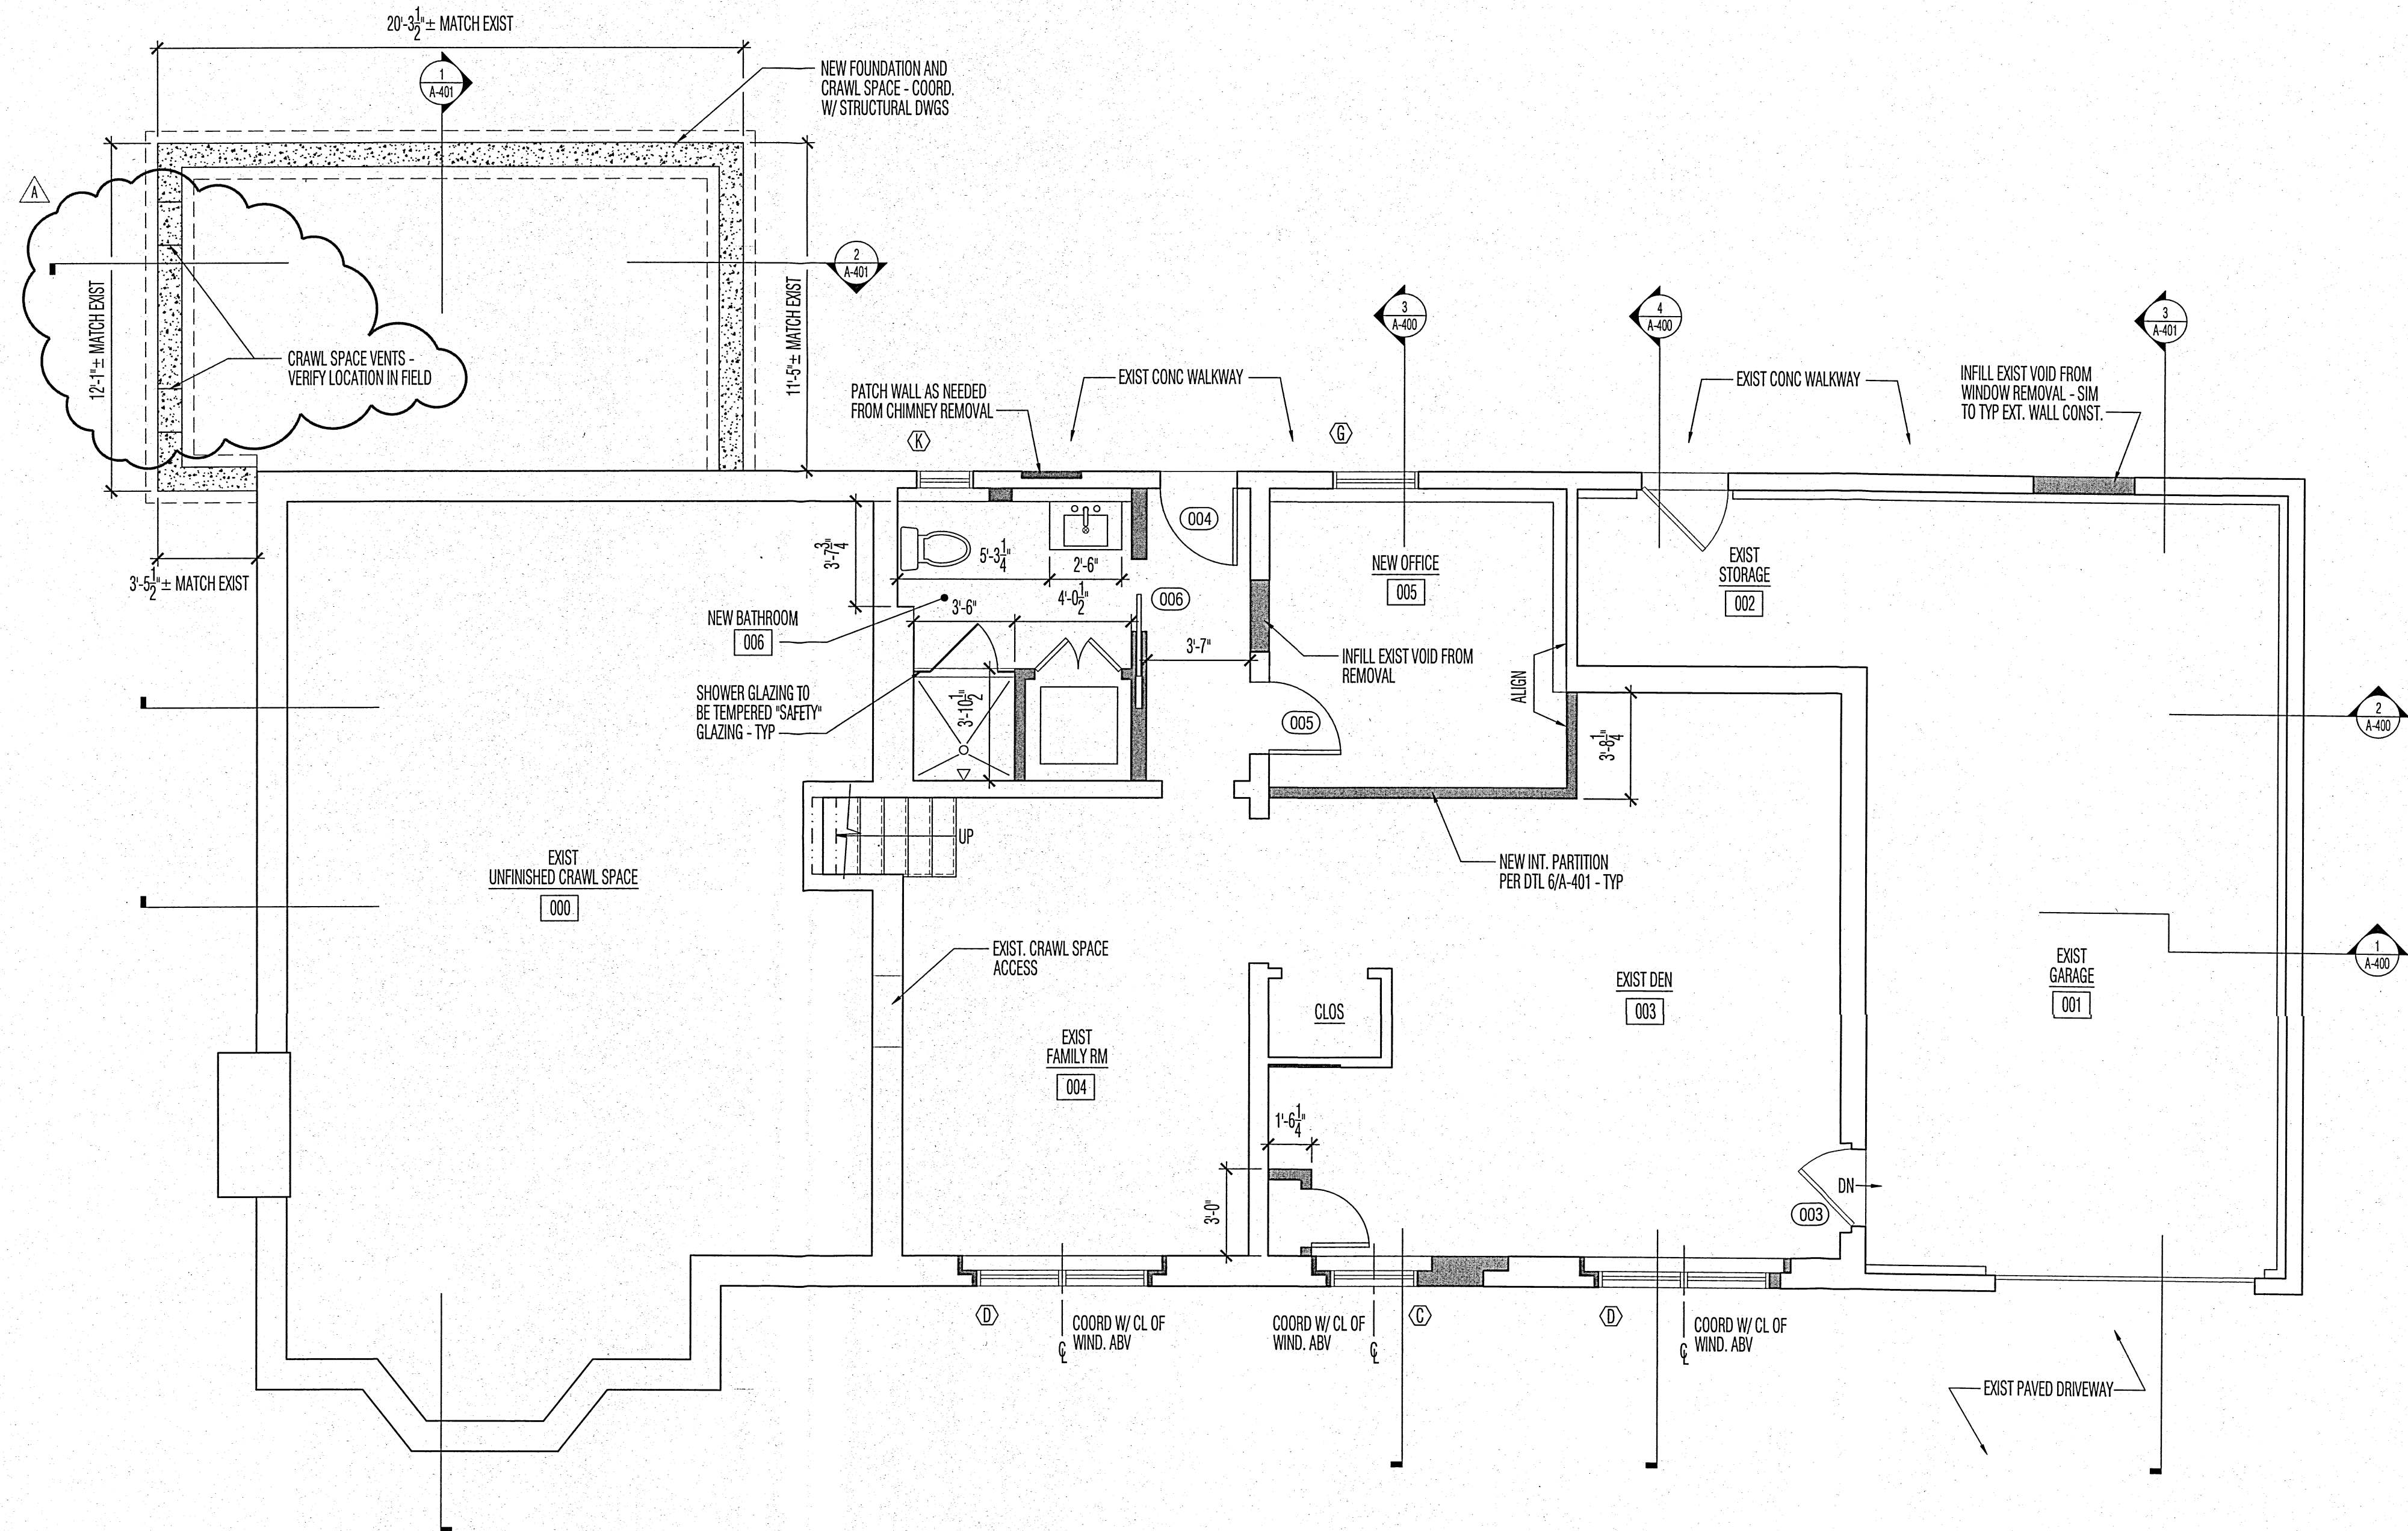 20'-3 1/2"± MATCH EXIST
1
A-401
NEW FOUNDATION AND
CRAWL SPACE - COORD.
W/ STRUCTURAL DWGS
A
2
A-401
12'-1"± MATCH EXIST
11'-5"± MATCH EXIST
CRAWL SPACE VENTS -
VERIFY LOCATION IN FIELD
3
A-400
4
A-400
3
A-401
PATCH WALL AS NEEDED
FROM CHIMNEY REMOVAL
EXIST CONC WALKWAY
EXIST CONC WALKWAY
INFILL EXIST VOID FROM
WINDOW REMOVAL - SIM
TO TYP EXT. WALL CONST.
K
G
3'-5 1/2"± MATCH EXIST
3'-7 3/4"
5'-3 1/4"
2'-6"
004
NEW OFFICE
005
EXIST
STORAGE
002
3'-6"
4'-0 1/2"
006
NEW BATHROOM
006
3'-7"
INFILL EXIST VOID FROM
REMOVAL
SHOWER GLAZING TO
BE TEMPERED "SAFETY"
GLAZING - TYP
3'-10 1/2"
005
ALIGN
3'-8 1/4"
2
A-400
UP
EXIST
UNFINISHED CRAWL SPACE
000
NEW INT. PARTITION
PER DTL 6/A-401 - TYP
EXIST. CRAWL SPACE
ACCESS
EXIST
FAMILY RM
004
CLOS
EXIST DEN
003
EXIST
GARAGE
001
1
A-400
1'-6 1/4"
3'-0"
DN
003
D
COORD W/ CL OF
WIND. ABV
CL
COORD W/ CL OF
WIND. ABV
CL
C
D
COORD W/ CL OF
WIND. ABV
CL
EXIST PAVED DRIVEWAY